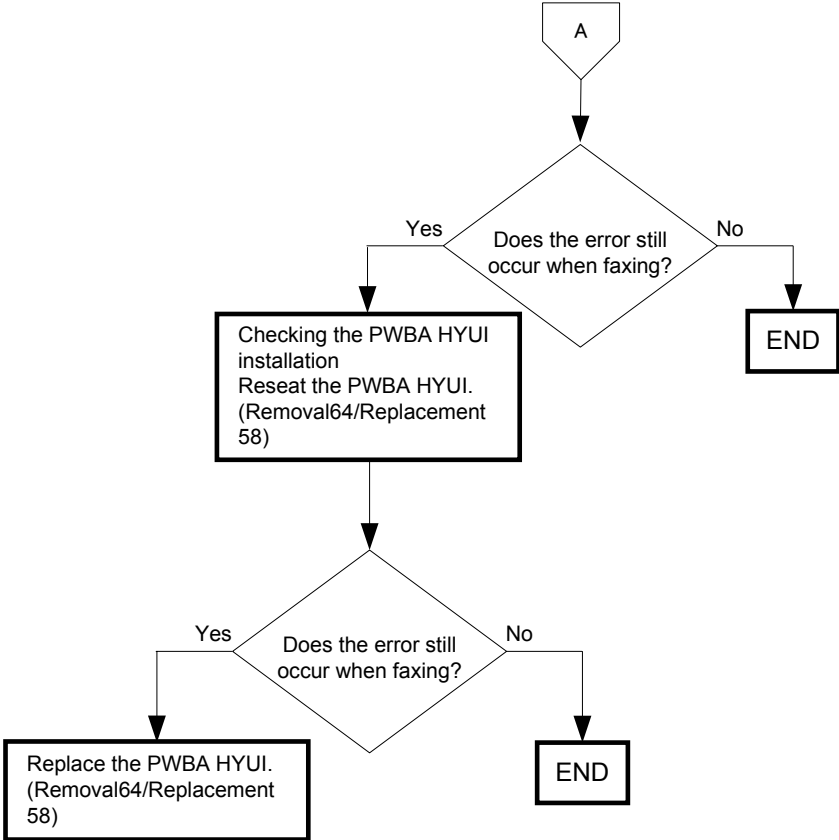 A
Does the error still
occur when faxing?
Yes
No
Checking the PWBA HYUI
installation
Reseat the PWBA HYUI.
(Removal64/Replacement
58)
END
Does the error still
occur when faxing?
Yes
No
Replace the PWBA HYUI.
(Removal64/Replacement
58)
END